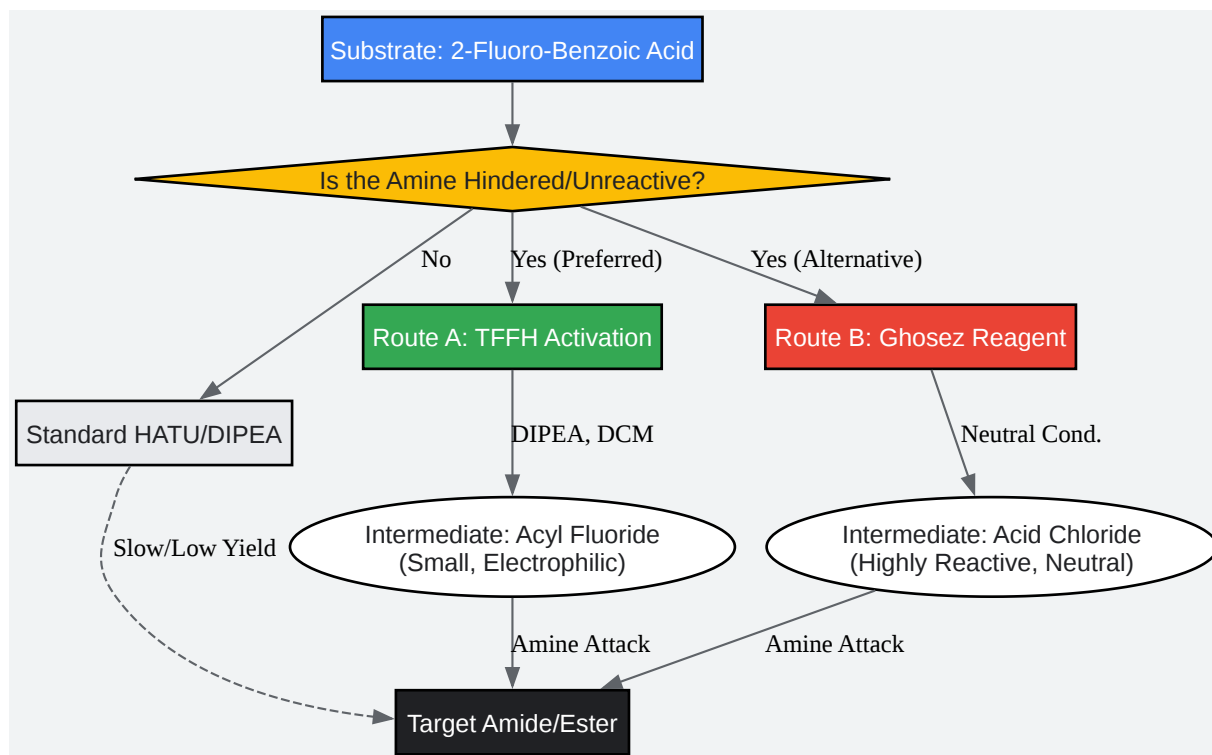 Substrate: 2-Fluoro-Benzoic Acid
Is the Amine Hindered/Unreactive?
No
Yes (Preferred)
Yes (Alternative)
Route A: TFFH Activation
Route B: Ghosez Reagent
Standard HATU/DIPEA
DIPEA, DCM
Neutral Cond.
Slow/Low Yield
Intermediate: Acyl Fluoride
(Small, Electrophilic)
Intermediate: Acid Chloride
(Highly Reactive, Neutral)
Amine Attack
Amine Attack
Target Amide/Ester